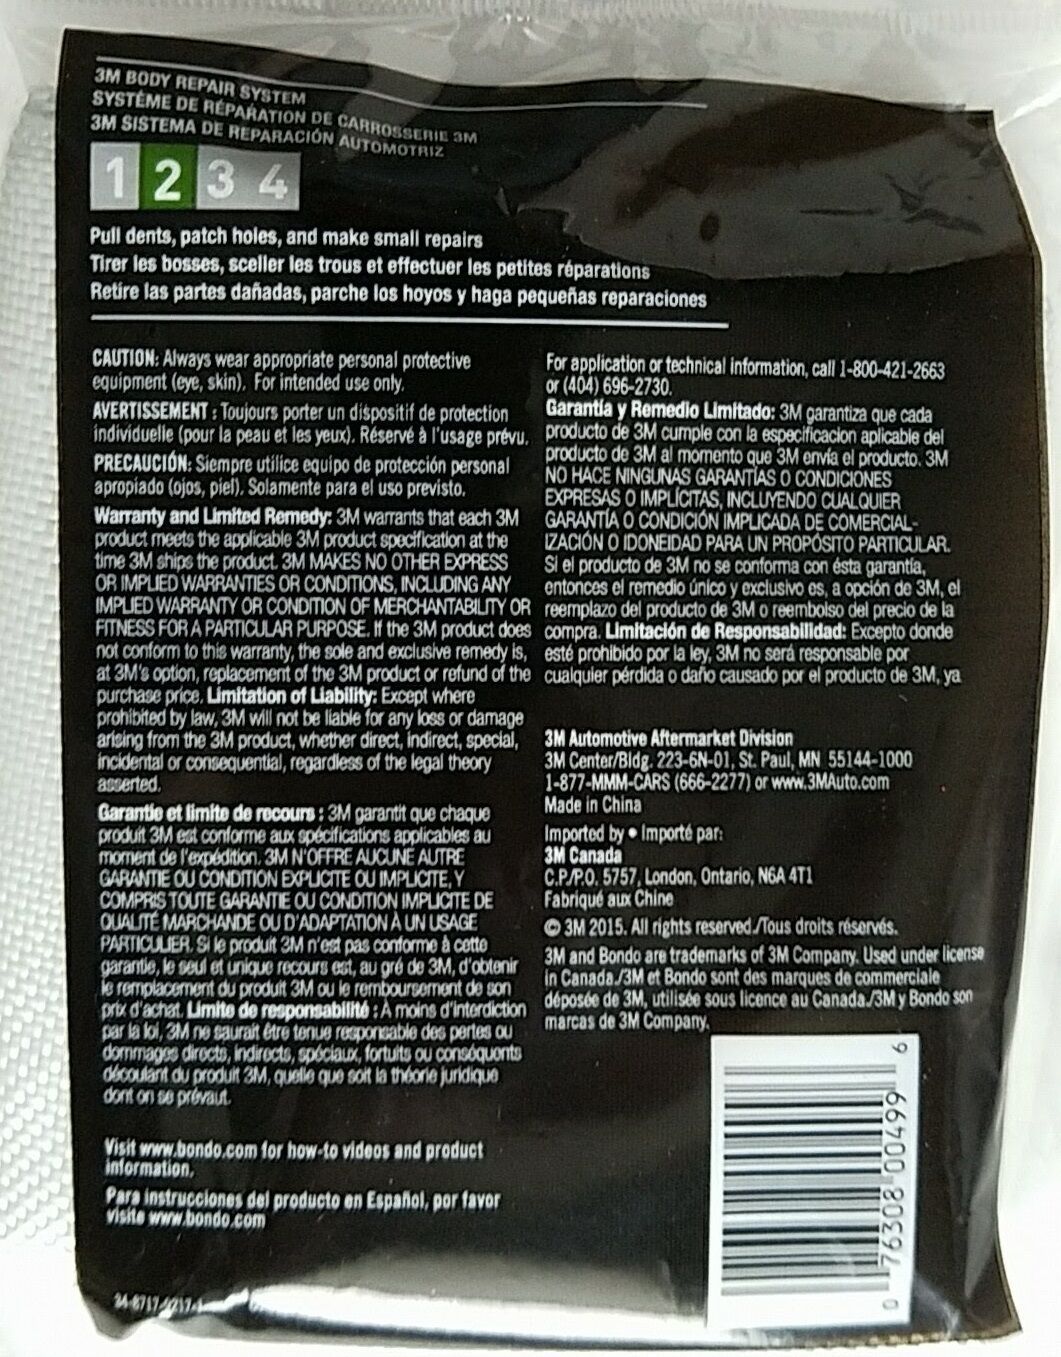 3M BODY REPAIR SYSTEM
SYSTÈME DE RÉPARATION DE CARROSSERIE 3M
3M SISTEMA DE REPARACIÓN AUTOMOTRIZ
1 2 3 4
Pull dents, patch holes, and make small repairs
Tirer les bosses, sceller les trous et effectuer les petites réparations
Retire las partes dañadas, parche los hoyos y haga pequeñas reparaciones
CAUTION: Always wear appropriate personal protective
equipment (eye, skin). For intended use only.
AVERTISSEMENT : Toujours porter un dispositif de protection
individuelle (pour la peau et les yeux). Réservé à l'usage prévu.
PRECAUCIÓN: Siempre utilice equipo de protección personal
apropiado (ojos, piel). Solamente para el uso previsto.
Warranty and Limited Remedy: 3M warrants that each 3M
product meets the applicable 3M product specification at the
time 3M ships the product. 3M MAKES NO OTHER EXPRESS
OR IMPLIED WARRANTIES OR CONDITIONS, INCLUDING ANY
IMPLIED WARRANTY OR CONDITION OF MERCHANTABILITY OR
FITNESS FOR A PARTICULAR PURPOSE. If the 3M product does
not conform to this warranty, the sole and exclusive remedy is,
at 3M's option, replacement of the 3M product or refund of the
purchase price. Limitation of Liability: Except where
prohibited by law, 3M will not be liable for any loss or damage
arising from the 3M product, whether direct, indirect, special,
incidental or consequential, regardless of the legal theory
asserted.
Garantie et limite de recours : 3M garantit que chaque
produit 3M est conforme aux spécifications applicables au
moment de l'expédition. 3M N'OFFRE AUCUNE AUTRE
GARANTIE OU CONDITION EXPLICITE OU IMPLICITE, Y
COMPRIS TOUTE GARANTIE OU CONDITION IMPLICITE DE
QUALITÉ MARCHANDE OU D'ADAPTATION À UN USAGE
PARTICULIER. Si le produit 3M n'est pas conforme à cette
garantie, le seul et unique recours est, au gré de 3M, d'obtenir
le remplacement du produit 3M ou le remboursement de son
prix d'achat. Limite de responsabilité : À moins d'interdiction
par la loi, 3M ne saurait être tenue responsable des pertes ou
dommages directs, indirects, spéciaux, fortuits ou conséquents
découlant du produit 3M, quelle que soit la théorie juridique
dont on se prévaut.
Visit www.bondo.com for how-to videos and product
information.
Para instrucciones del producto en Español, por favor
visite www.bondo.com
For application or technical information, call 1-800-421-2663
or (404) 696-2730.
Garantía y Remedio Limitado: 3M garantiza que cada
producto de 3M cumple con la especificacion aplicable del
producto de 3M al momento que 3M envía el producto. 3M
NO HACE NINGUNAS GARANTÍAS O CONDICIONES
EXPRESAS O IMPLÍCITAS, INCLUYENDO CUALQUIER
GARANTÍA O CONDICIÓN IMPLICADA DE COMERCIAL-
IZACIÓN O IDONEIDAD PARA UN PROPÓSITO PARTICULAR.
Si el producto de 3M no se conforma con ésta garantía,
entonces el remedio único y exclusivo es, a opción de 3M, el
reemplazo del producto de 3M o reembolso del precio de la
compra. Limitación de Responsabilidad: Excepto donde
esté prohibido por la ley, 3M no será responsable por
cualquier pérdida o daño causado por el producto de 3M, ya
3M Automotive Aftermarket Division
3M Center/Bldg. 223-6N-01, St. Paul, MN 55144-1000
1-877-MMM-CARS (666-2277) or www.3MAuto.com
Made in China
Imported by • Importé par:
3M Canada
C.P./P.O. 5757, London, Ontario, N6A 4T1
Fabriqué aux Chine
© 3M 2015. All rights reserved./Tous droits réservés.
3M and Bondo are trademarks of 3M Company. Used under license
in Canada./3M et Bondo sont des marques de commerciale
déposée de 3M, utilisée sous licence au Canada./3M y Bondo son
marcas de 3M Company.
0 76308 00499 6